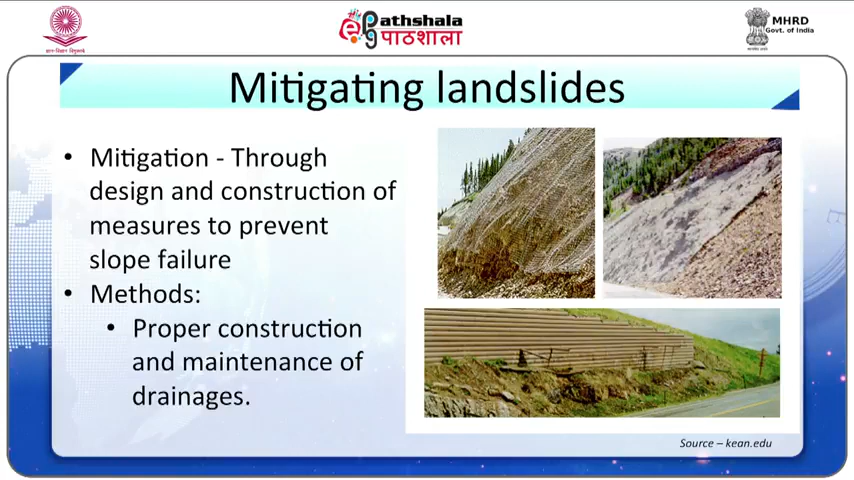 ePathshala
पाठशाला
MHRD
Govt. of India
Mitigating landslides
• Mitigation - Through
design and construction of
measures to prevent
slope failure
• Methods:
• Proper construction
and maintenance of
drainages.
Source – kean.edu